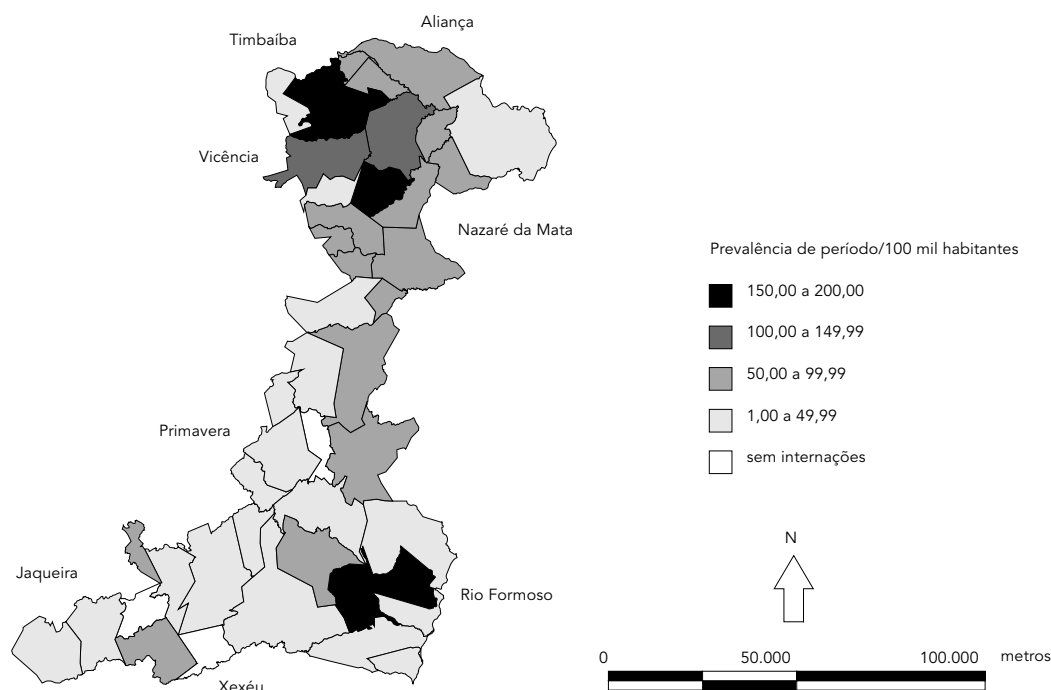 Aliança
Timbaíba
Vicência
Nazaré da Mata
Prevalência de período/100 mil habitantes
150,00 a 200,00
100,00 a 149,99
50,00 a 99,99
1,00 a 49,99
sem internações
Primavera
N
Jaqueira
Rio Formoso
Xexéu
0 50.000 100.000 metros